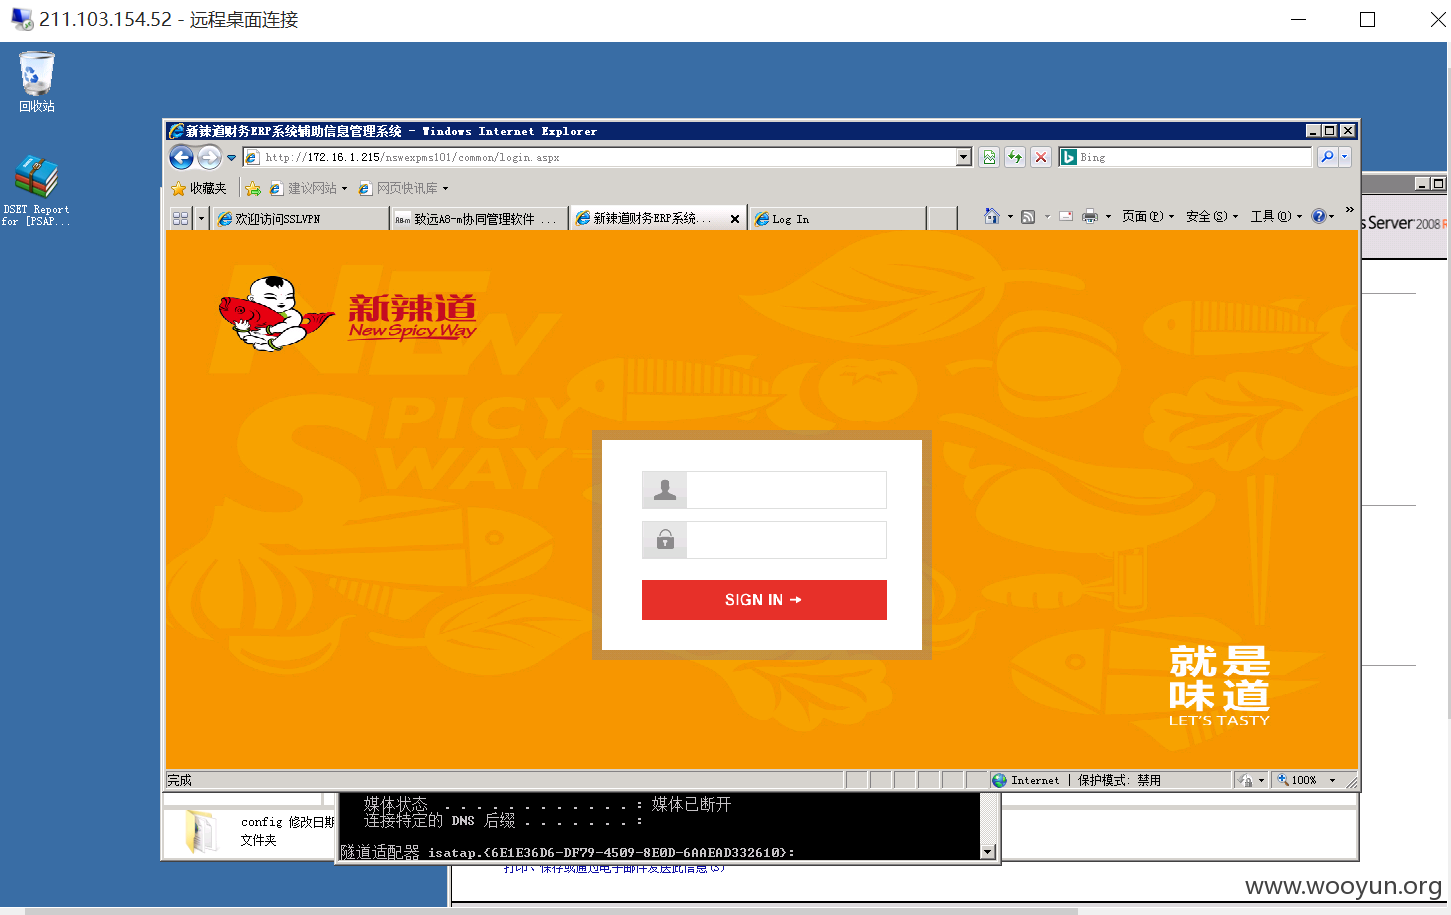 211.103.154.52 - 远程桌面连接
回收站
DSET Report
for [PSAP...
新辣道财务ERP系统辅助信息管理系统 - Windows Internet Explorer
http://172.16.1.215/nswexpms101/common/login.aspx
Bing
收藏夹
建议网站
网页快讯库
欢迎访问SSLVPN
致远A8-m协同管理软件 ...
新辣道财务ERP系统...
Log In
页面(P)
安全(S)
工具(O)
»
s Server 2008 R
NEW
SPICY
WAY
新辣道
New Spicy Way
SIGN IN
就是
味道
LET'S TASTY
完成
Internet | 保护模式: 禁用
100%
config 修改日期
文件夹
媒体状态 . . . . . . . . . . . . : 媒体已断开
连接特定的 DNS 后缀 . . . . . . . :
隧道适配器 isatap.{6E1E36D6-DF79-4509-8E0D-6AAEAD332610}:
打印、保存或通过电子邮件发送此信息(S)
www.wooyun.org